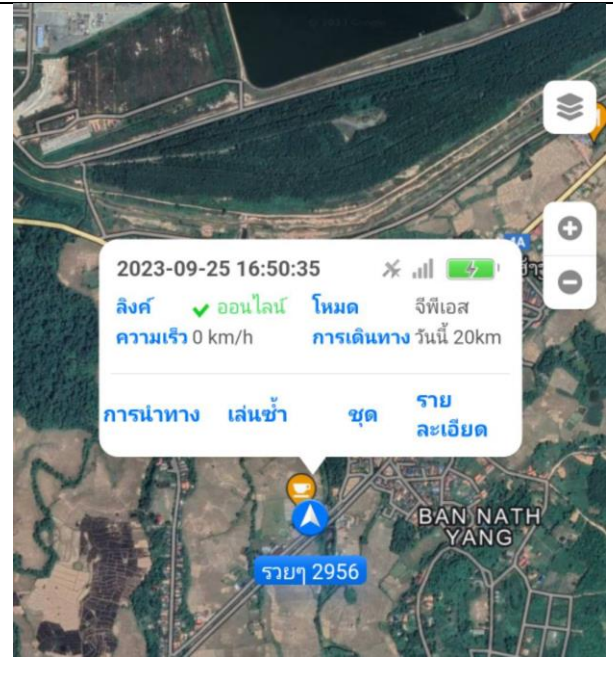 2023-09-25 16:50:35
4A
ลิงค์ ออนไลน์ โหมด จีพีเอส
ความเร็ว 0 km/h การเดินทาง วันนี้ 20km
การนำทาง เล่นซ้ำ ชุด ราย
ละเอียด
BAN NATH
YANG
รวยๆ 2956